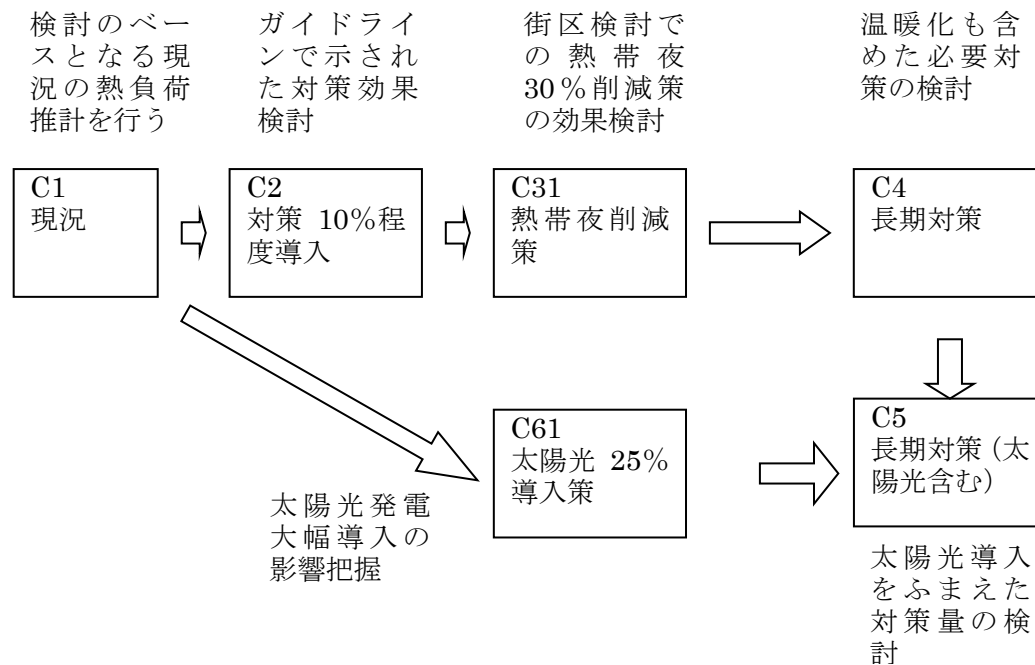 検討のベー
スとなる現
況の熱負荷
推計を行う
ガイドライ
ンで示され
た対策効果
検討
街区検討で
の熱帯夜
30%削減策
の効果検討
温暖化も含
めた必要対
策の検討
C1
現況
C2
対策 10%程
度導入
C31
熱帯夜削減
策
C4
長期対策
C61
太陽光 25%
導入策
C5
長期対策(太
陽光含む)
太陽光発電
大幅導入の
影響把握
太陽光導入
をふまえた
対策量の検
討